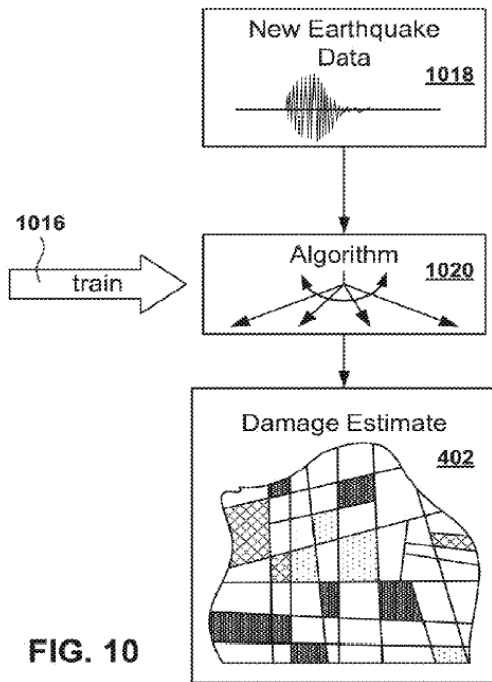 New Earthquake
Data
1018
1016
train
Algorithm
1020
Damage Estimate
402
FIG. 10